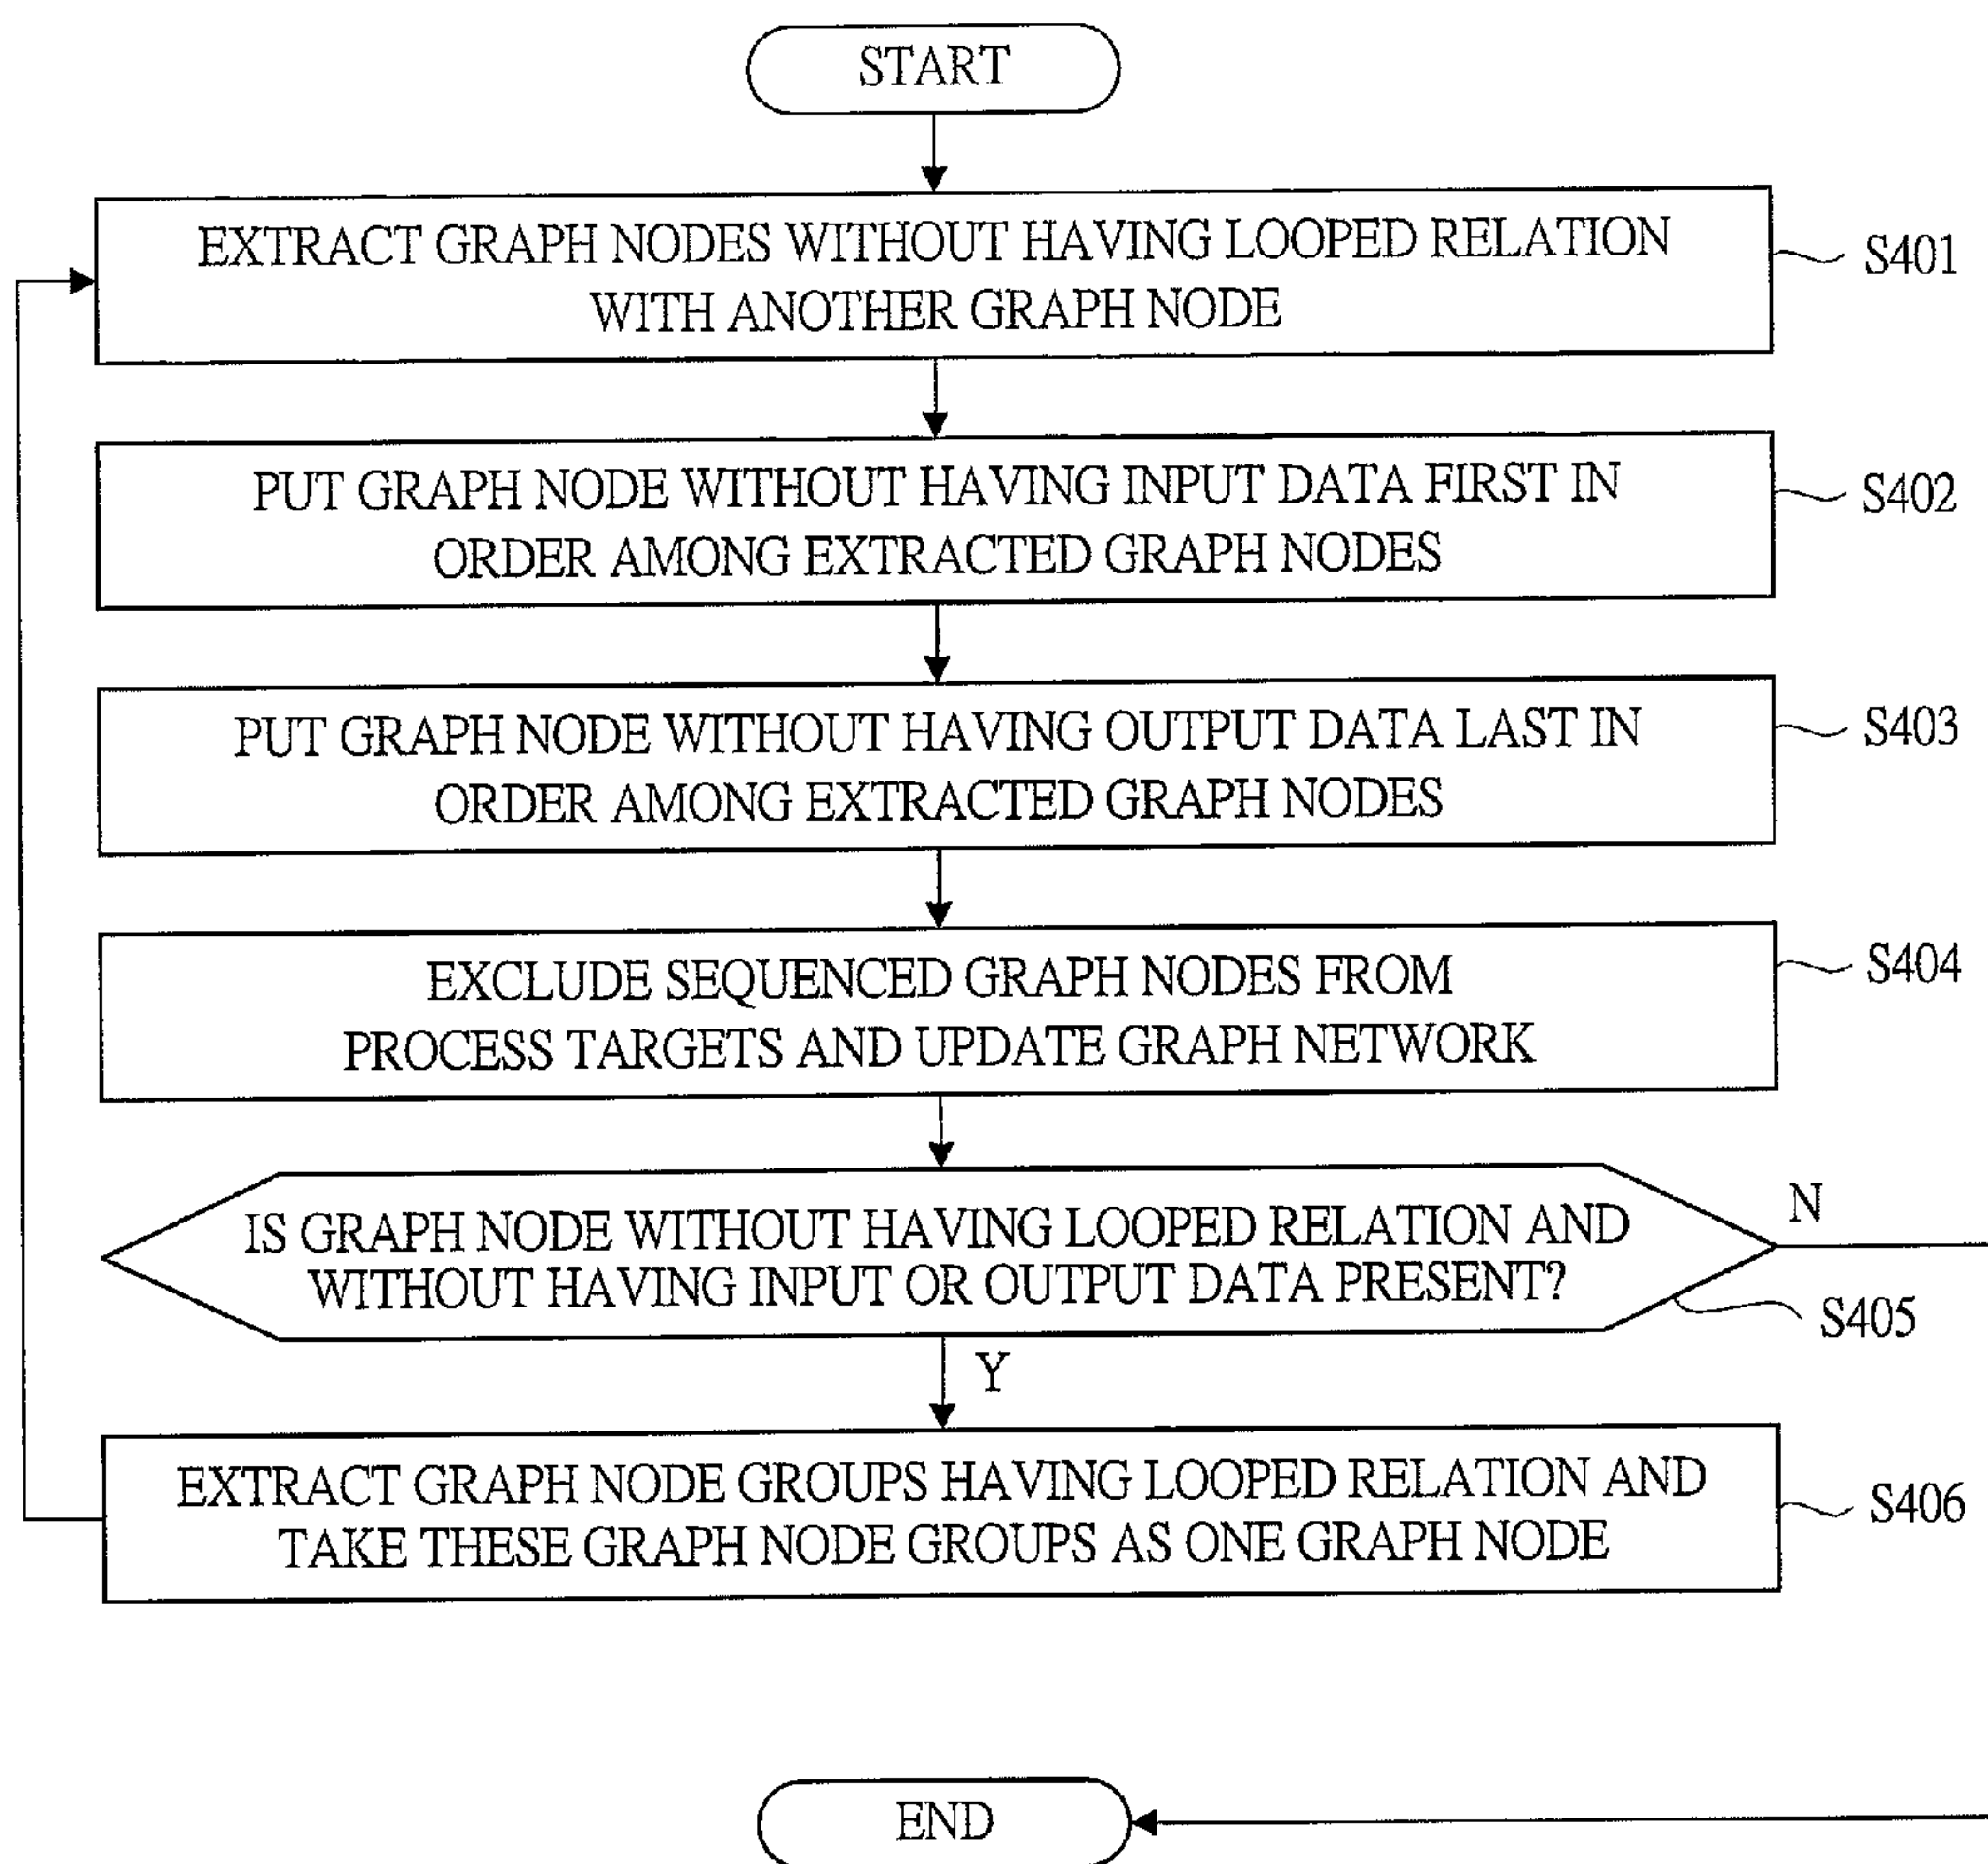 START
EXTRACT GRAPH NODES WITHOUT HAVING LOOPED RELATION
WITH ANOTHER GRAPH NODE
S401
PUT GRAPH NODE WITHOUT HAVING INPUT DATA FIRST IN
ORDER AMONG EXTRACTED GRAPH NODES
S402
PUT GRAPH NODE WITHOUT HAVING OUTPUT DATA LAST IN
ORDER AMONG EXTRACTED GRAPH NODES
S403
EXCLUDE SEQUENCED GRAPH NODES FROM
PROCESS TARGETS AND UPDATE GRAPH NETWORK
S404
IS GRAPH NODE WITHOUT HAVING LOOPED RELATION AND
WITHOUT HAVING INPUT OR OUTPUT DATA PRESENT?
N
S405
Y
EXTRACT GRAPH NODE GROUPS HAVING LOOPED RELATION AND
TAKE THESE GRAPH NODE GROUPS AS ONE GRAPH NODE
S406
END